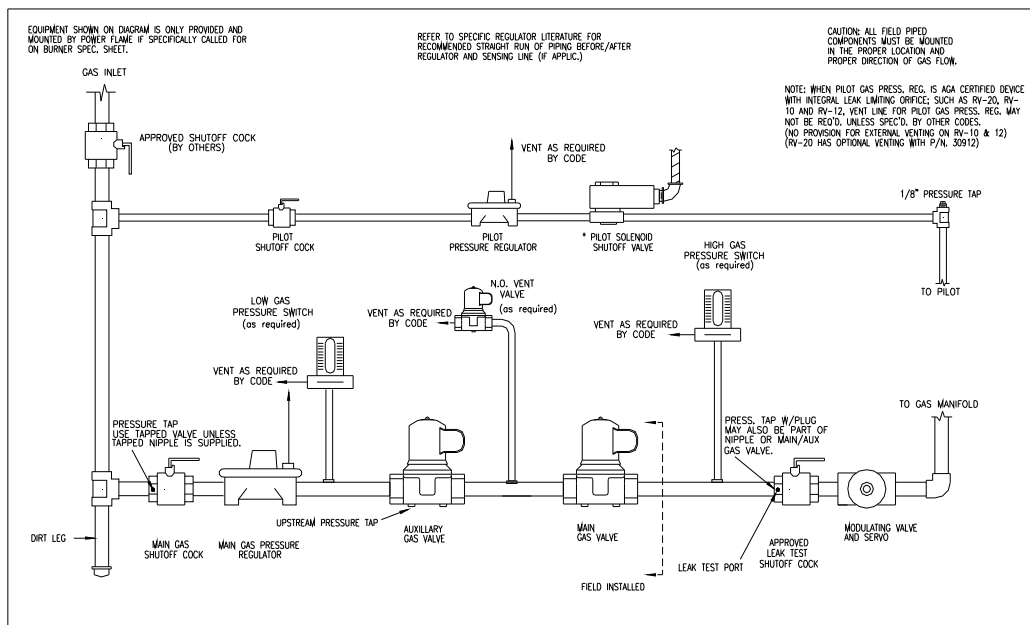 EQUIPMENT SHOWN ON DIAGRAM IS ONLY PROVIDED AND
MOUNTED BY POWER FLAME IF SPECIFICALLY CALLED FOR
ON BURNER SPEC. SHEET.
REFER TO SPECIFIC REGULATOR LITERATURE FOR
RECOMMENDED STRAIGHT RUN OF PIPING BEFORE/AFTER
REGULATOR AND SENSING LINE (IF APPLIC.)
CAUTION: ALL FIELD PIPED
COMPONENTS MUST BE MOUNTED
IN THE PROPER LOCATION AND
PROPER DIRECTION OF GAS FLOW.
NOTE: WHEN PILOT GAS PRESS. REG. IS AGA CERTIFIED DEVICE
WITH INTEGRAL LEAK LIMITING ORIFICE; SUCH AS RV-20, RV-
10 AND RV-12, VENT LINE FOR PILOT GAS PRESS. REG. MAY
NOT BE REQ'D. UNLESS SPEC'D. BY OTHER CODES.
(NO PROVISION FOR EXTERNAL VENTING ON RV-10 & 12)
(RV-20 HAS OPTIONAL VENTING WITH P/N. 30912)
GAS INLET
APPROVED SHUTOFF COCK
(BY OTHERS)
VENT AS REQUIRED
BY CODE
1/8" PRESSURE TAP
PILOT
SHUTOFF COCK
PILOT
PRESSURE REGULATOR
* PILOT SOLENOID
SHUTOFF VALVE
HIGH GAS
PRESSURE SWITCH
(as required)
TO PILOT
LOW GAS
PRESSURE SWITCH
(as required)
N.O. VENT
VALVE
(as required)
VENT AS REQUIRED
BY CODE
VENT AS REQUIRED
BY CODE
VENT AS REQUIRED
BY CODE
TO GAS MANIFOLD
PRESSURE TAP
USE TAPPED VALVE UNLESS
TAPPED NIPPLE IS SUPPLIED.
PRESS. TAP W/PLUG
MAY ALSO BE PART OF
NIPPLE OR MAIN/AUX
GAS VALVE.
UPSTREAM PRESSURE TAP
AUXILLARY
GAS VALVE
MAIN
GAS VALVE
MODULATING VALVE
AND SERVO
DIRT LEG
MAIN GAS
SHUTOFF COCK
MAIN GAS PRESSURE
REGULATOR
APPROVED
LEAK TEST
SHUTOFF COCK
LEAK TEST PORT
FIELD INSTALLED